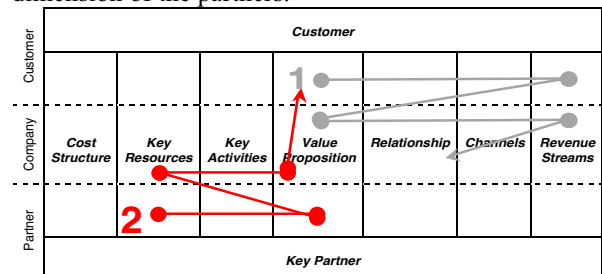 dimension of the partners.
Customer
Customer
1
Company
Cost Structure
Key Resources
Key Activities
Value Proposition
Relationship
Channels
Revenue Streams
Partner
2
Key Partner